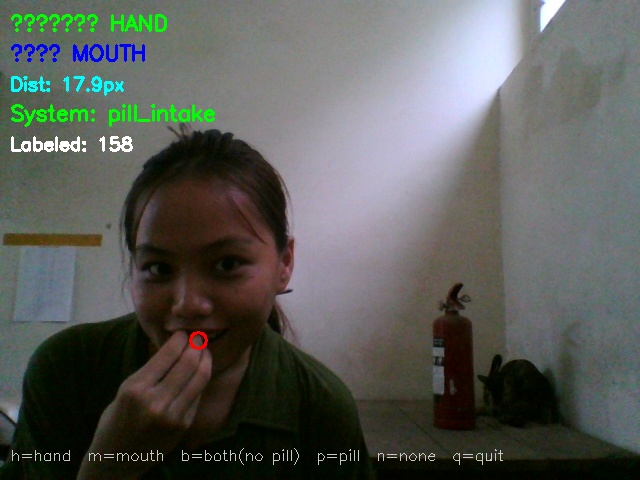 ??????? HAND
???? MOUTH
Dist: 17.9px
System: pill_intake
Labeled: 158
h=hand m=mouth b=both(no pill) p=pill n=none q=quit